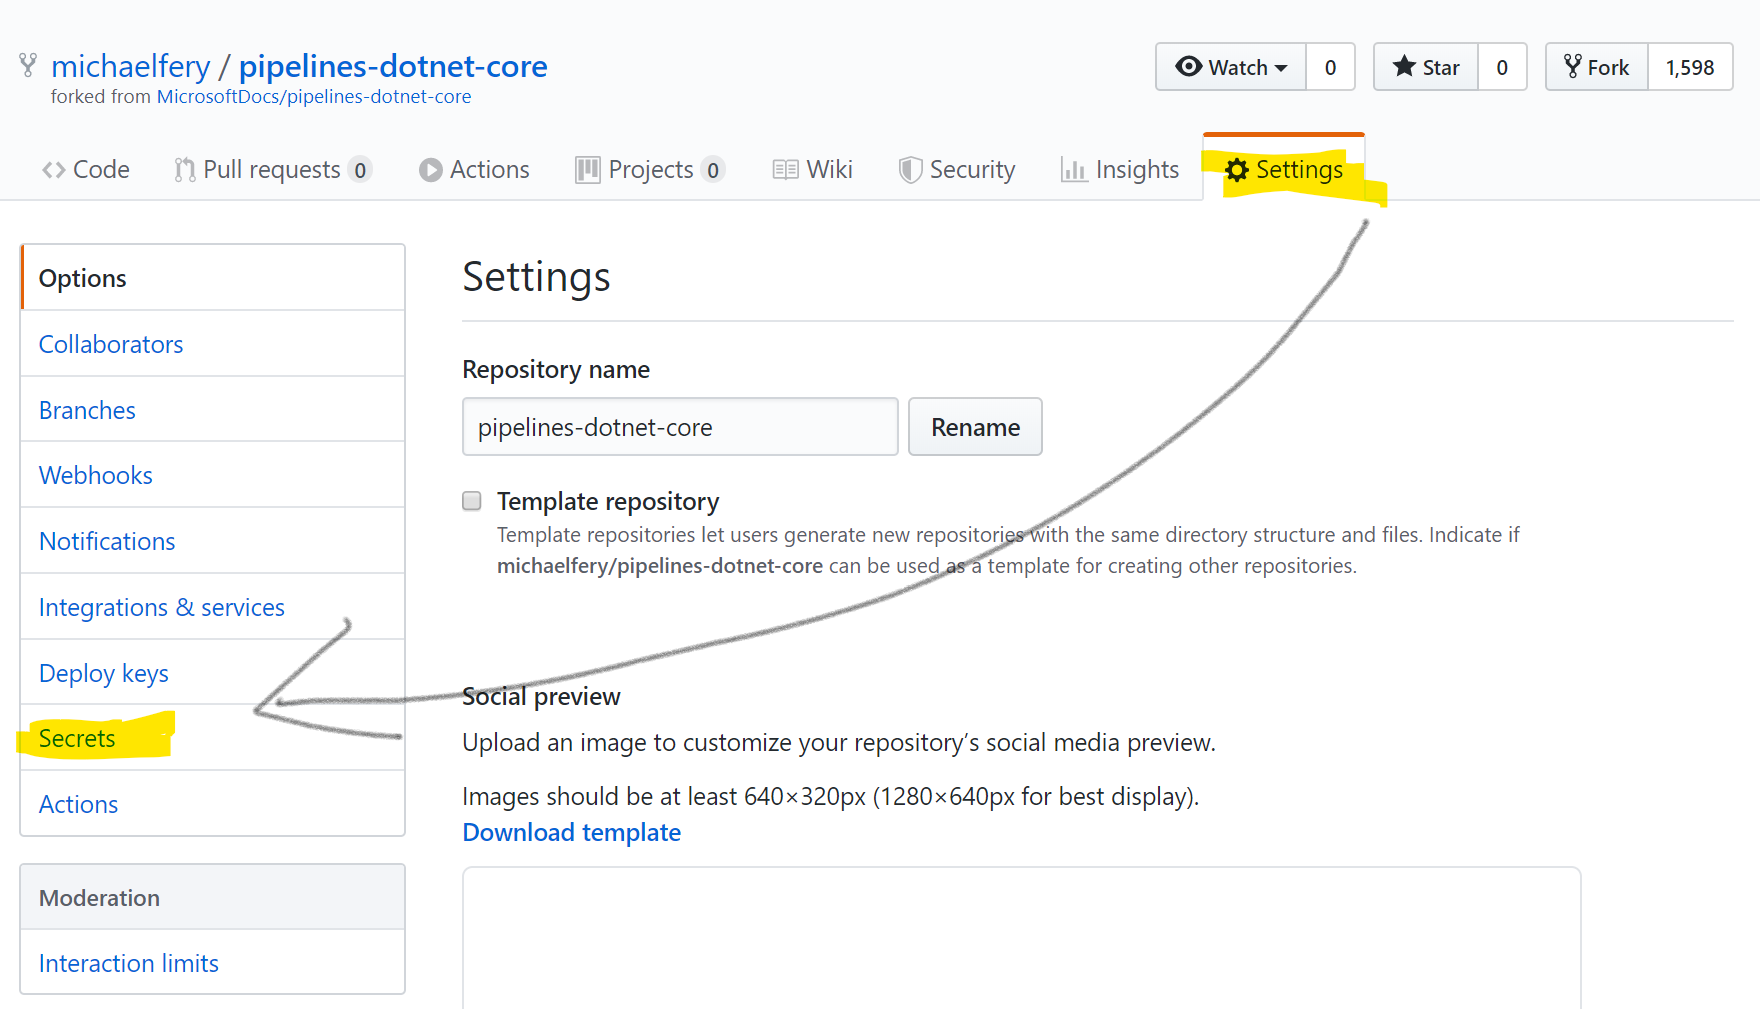 michaelfery / pipelines-dotnet-core
forked from MicrosoftDocs/pipelines-dotnet-core
Watch 0
Star 0
Fork 1,598
Code
Pull requests 0
Actions
Projects 0
Wiki
Security
Insights
Settings
Options
Collaborators
Branches
Webhooks
Notifications
Integrations & services
Deploy keys
Secrets
Actions
Moderation
Interaction limits
Settings
Repository name
pipelines-dotnet-core
Rename
Template repository
Template repositories let users generate new repositories with the same directory structure and files. Indicate if
michaelfery/pipelines-dotnet-core can be used as a template for creating other repositories.
Social preview
Upload an image to customize your repository’s social media preview.
Images should be at least 640×320px (1280×640px for best display).
Download template